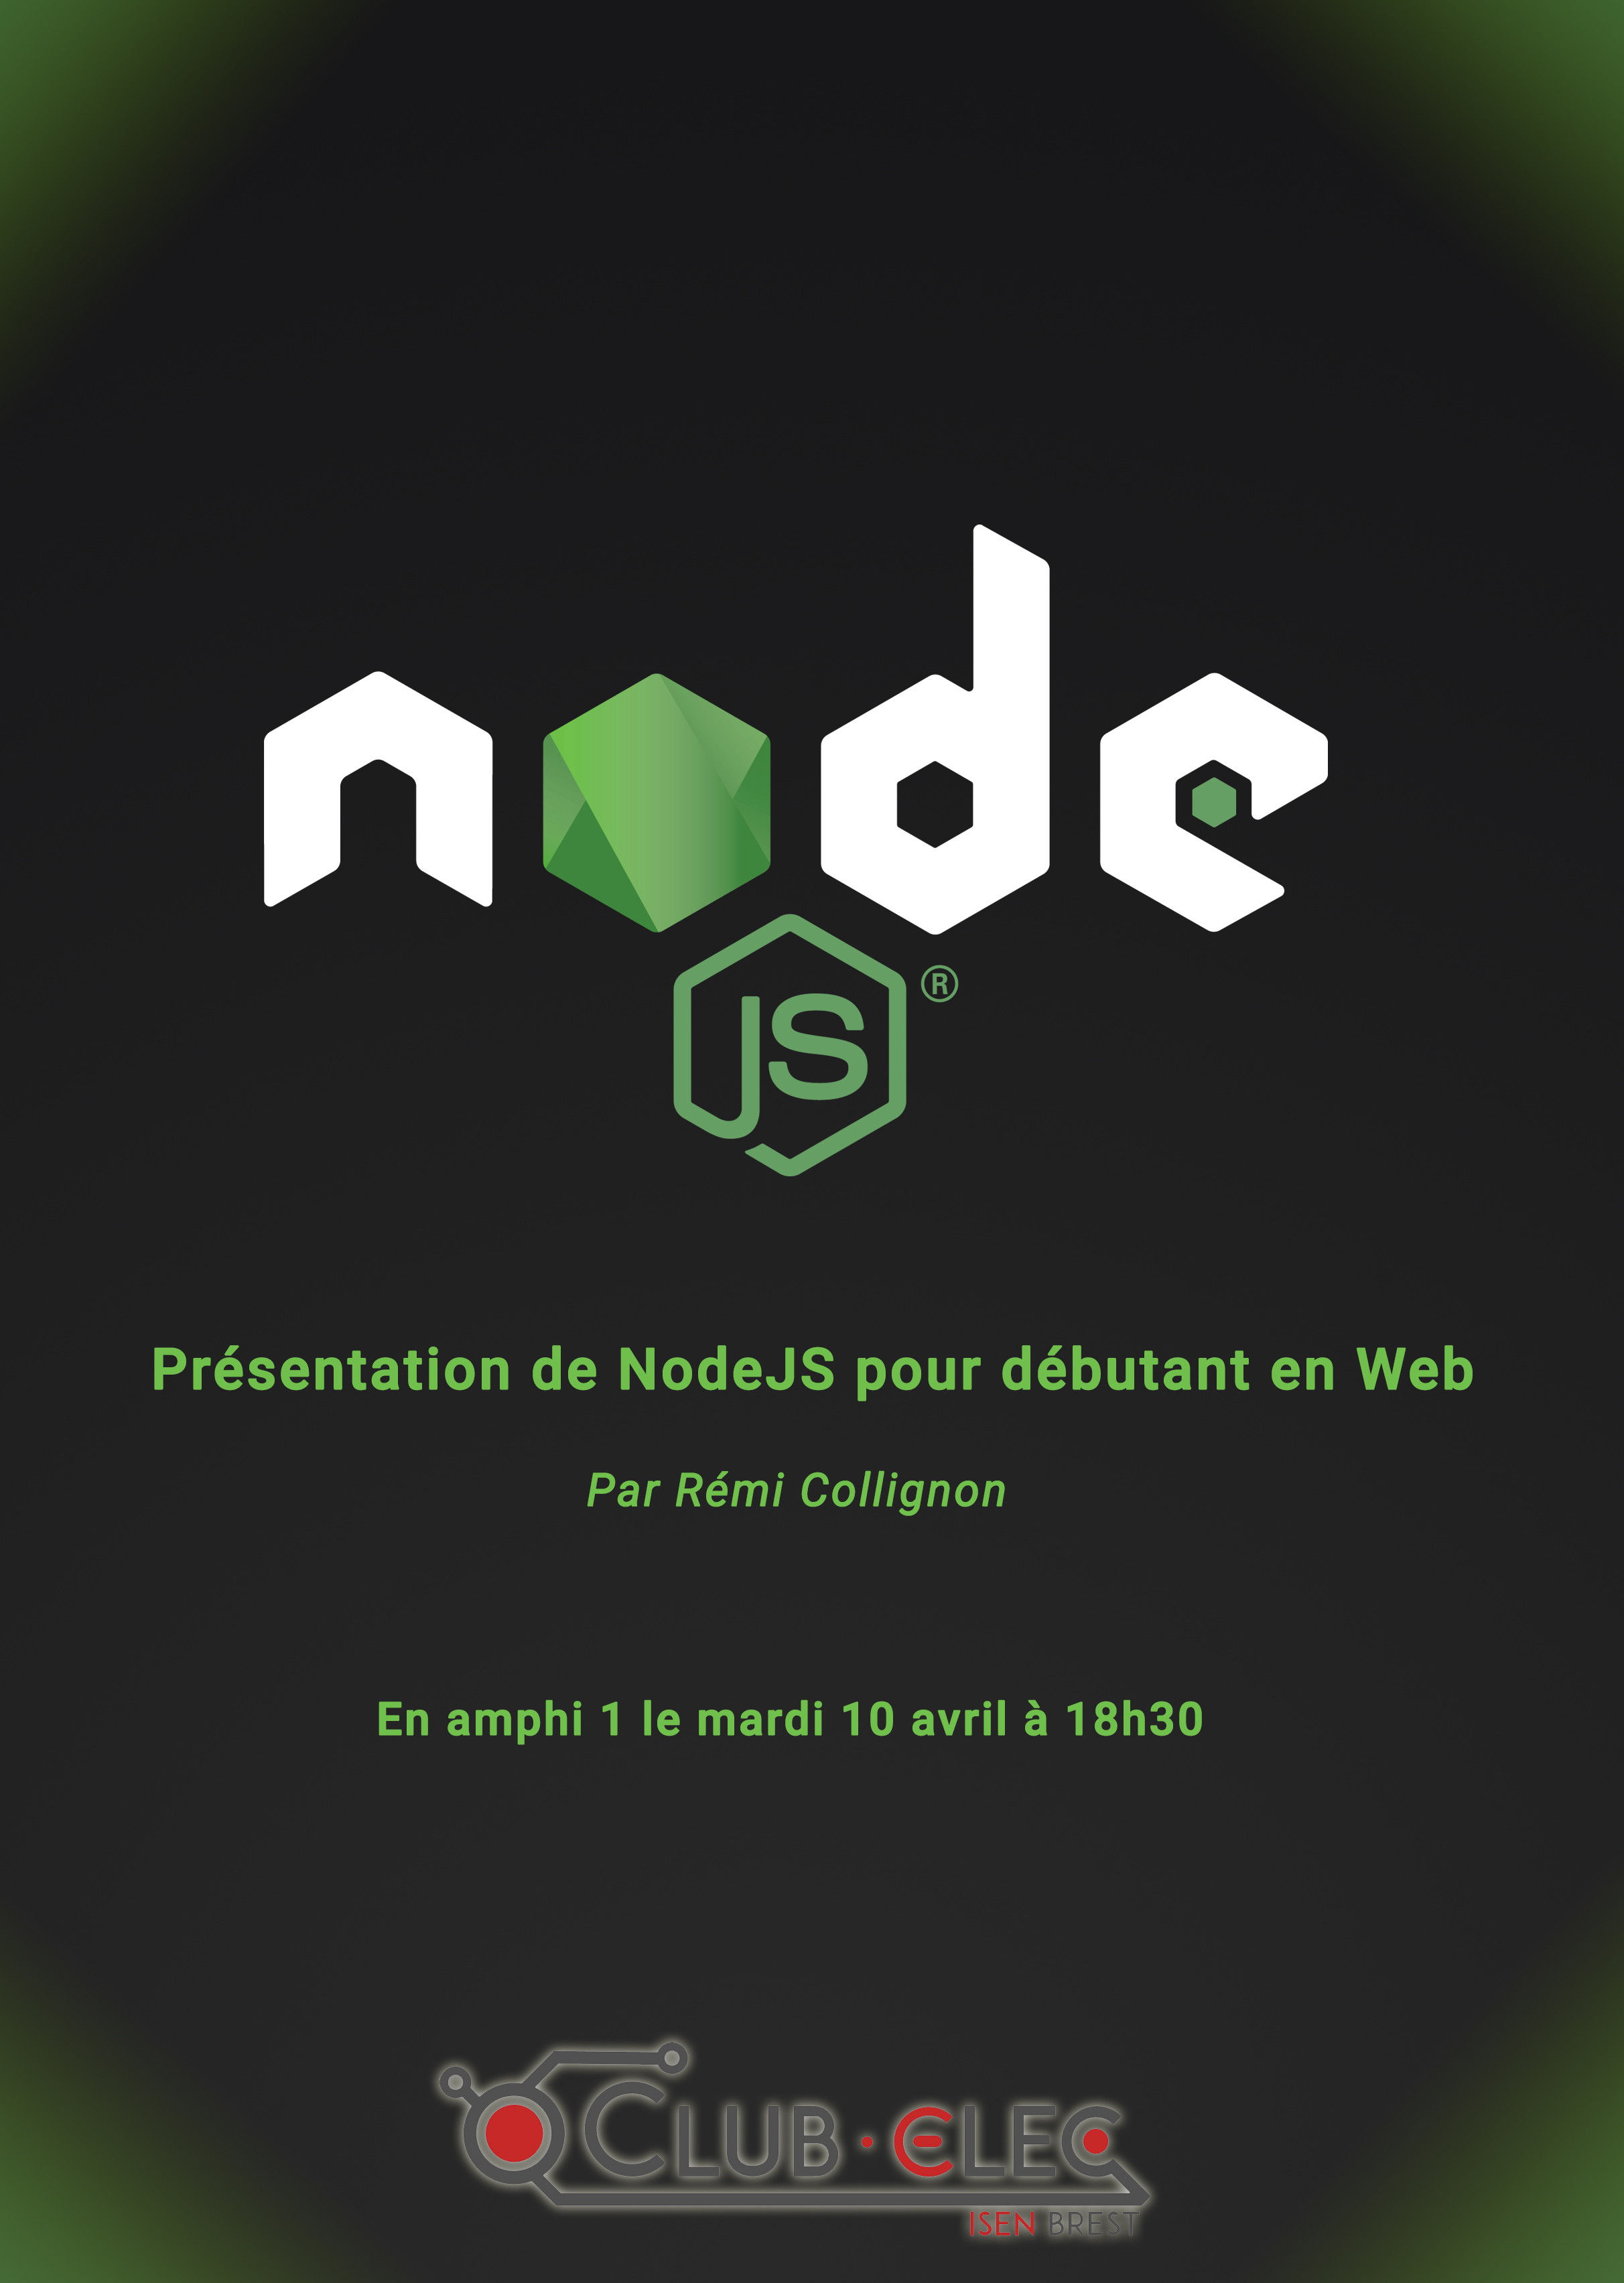 node
JS ®
Présentation de NodeJS pour débutant en Web
Par Rémi Collignon
En amphi 1 le mardi 10 avril à 18h30
CLUB·ELEC
ISEN BREST